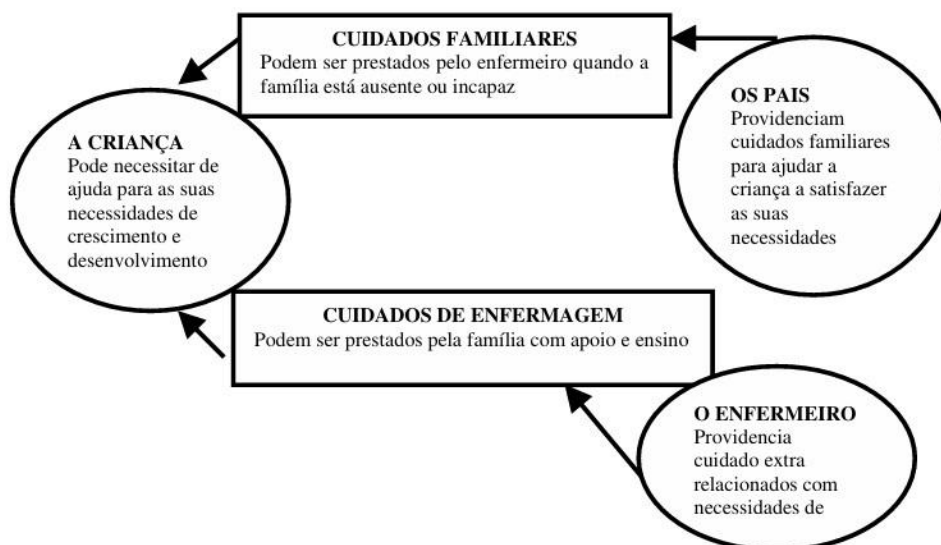 CUIDADOS FAMILIARES
Podem ser prestados pelo enfermeiro quando a
família está ausente ou incapaz
OS PAIS
Providenciam
cuidados familiares
para ajudar a
criança a satisfazer
as suas
necessidades
A CRIANÇA
Pode necessitar de
ajuda para as suas
necessidades de
crescimento e
desenvolvimento
CUIDADOS DE ENFERMAGEM
Podem ser prestados pela família com apoio e ensino
O ENFERMEIRO
Providencia
cuidado extra
relacionados com
necessidades de